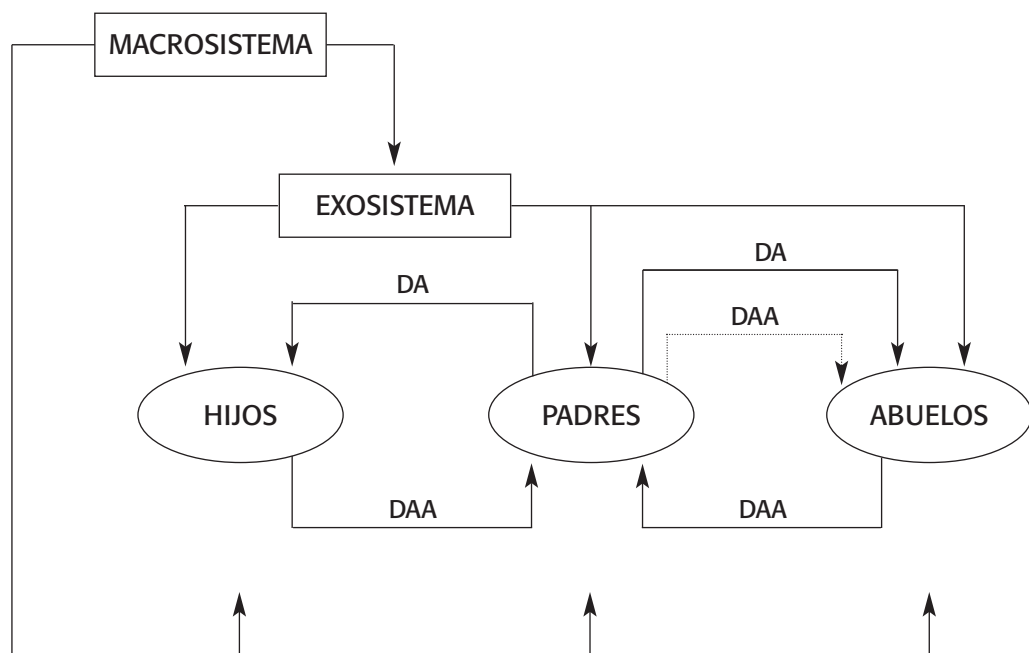 MACROSISTEMA
EXOSISTEMA
DA
DA
DAA
HIJOS
PADRES
ABUELOS
DAA
DAA